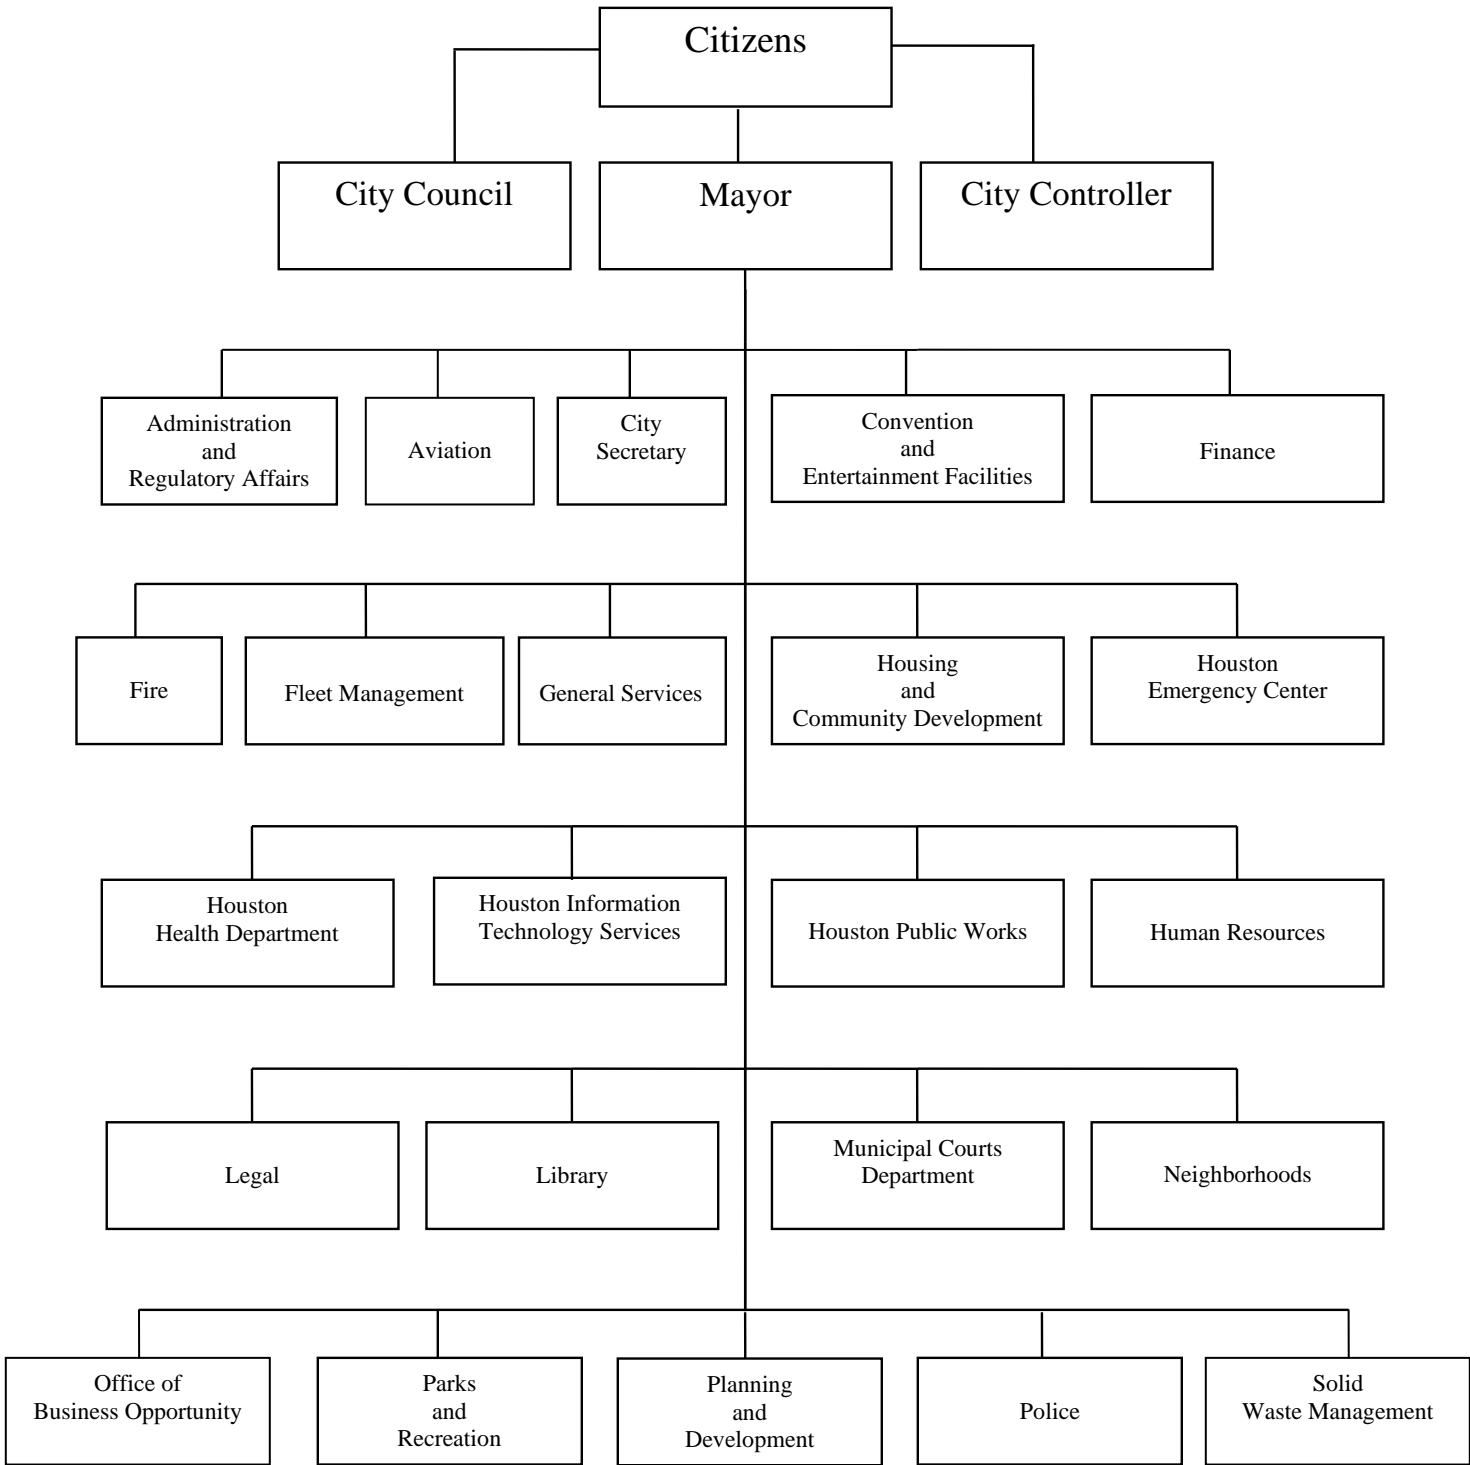 Citizens
City Council
Mayor
City Controller
Administration
and
Regulatory Affairs
Aviation
City
Secretary
Convention
and
Entertainment Facilities
Finance
Fire
Fleet Management
General Services
Housing
and
Community Development
Houston
Emergency Center
Houston
Health Department
Houston Information
Technology Services
Houston Public Works
Human Resources
Legal
Library
Municipal Courts
Department
Neighborhoods
Office of
Business Opportunity
Parks
and
Recreation
Planning
and
Development
Police
Solid
Waste Management